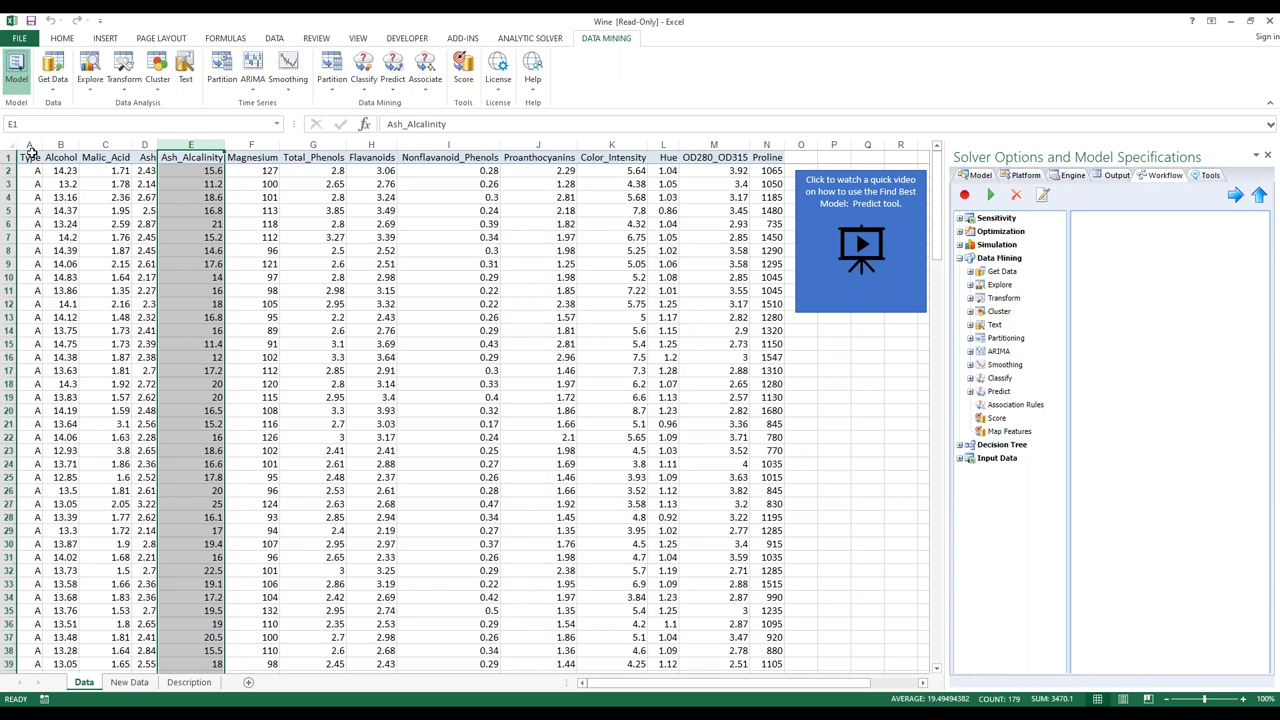 Wine [Read-Only] - Excel
FILE HOME INSERT PAGE LAYOUT FORMULAS DATA REVIEW VIEW DEVELOPER ADD-INS ANALYTIC SOLVER DATA MINING Sign in
Model Get Data Explore Transform Cluster Text Partition ARIMA Smoothing Partition Classify Predict Associate Score License Help
Model Data Data Analysis Time Series Data Mining Tools License Help
E1 fx Ash_Alcalinity
A B C D E F G H I J K L M N O P Q R
1 Type Alcohol Malic_Acid Ash Ash_Alcalinity Magnesium Total_Phenols Flavanoids Nonflavanoid_Phenols Proanthocyanins Color_Intensity Hue OD280_OD315 Proline
2 A 14.23 1.71 2.43 15.6 127 2.8 3.06 0.28 2.29 5.64 1.04 3.92 1065
3 A 13.2 1.78 2.14 11.2 100 2.65 2.76 0.26 1.28 4.38 1.05 3.4 1050
4 A 13.16 2.36 2.67 18.6 101 2.8 3.24 0.3 2.81 5.68 1.03 3.17 1185
5 A 14.37 1.95 2.5 16.8 113 3.85 3.49 0.24 2.18 7.8 0.86 3.45 1480
6 A 13.24 2.59 2.87 21 118 2.8 2.69 0.39 1.82 4.32 1.04 2.93 735
7 A 14.2 1.76 2.45 15.2 112 3.27 3.39 0.34 1.97 6.75 1.05 2.85 1450
8 A 14.39 1.87 2.45 14.6 96 2.5 2.52 0.3 1.98 5.25 1.02 3.58 1290
9 A 14.06 2.15 2.61 17.6 121 2.6 2.51 0.31 1.25 5.05 1.06 3.58 1295
10 A 14.83 1.64 2.17 14 97 2.8 2.98 0.29 1.98 5.2 1.08 2.85 1045
11 A 13.86 1.35 2.27 16 98 2.98 3.15 0.22 1.85 7.22 1.01 3.55 1045
12 A 14.1 2.16 2.3 18 105 2.95 3.32 0.22 2.38 5.75 1.25 3.17 1510
13 A 14.12 1.48 2.32 16.8 95 2.2 2.43 0.26 1.57 5 1.17 2.82 1280
14 A 13.75 1.73 2.41 16 89 2.6 2.76 0.29 1.81 5.6 1.15 2.9 1320
15 A 14.75 1.73 2.39 11.4 91 3.1 3.69 0.43 2.81 5.4 1.25 2.73 1150
16 A 14.38 1.87 2.38 12 102 3.3 3.64 0.29 2.96 7.5 1.2 3 1547
17 A 13.63 1.81 2.7 17.2 112 2.85 2.91 0.3 1.46 7.3 1.28 2.88 1310
18 A 14.3 1.92 2.72 20 120 2.8 3.14 0.33 1.97 6.2 1.07 2.65 1280
19 A 13.83 1.57 2.62 20 115 2.95 3.4 0.4 1.72 6.6 1.13 2.57 1130
20 A 14.19 1.59 2.48 16.5 108 3.3 3.93 0.32 1.86 8.7 1.23 2.82 1680
21 A 13.64 3.1 2.56 15.2 116 2.7 3.03 0.17 1.66 5.1 0.96 3.36 845
22 A 14.06 1.63 2.28 16 126 3 3.17 0.24 2.1 5.65 1.09 3.71 780
23 A 12.93 3.8 2.65 18.6 102 2.41 2.41 0.25 1.98 4.5 1.03 3.52 770
24 A 13.71 1.86 2.36 16.6 101 2.61 2.88 0.27 1.69 3.8 1.11 4 1035
25 A 12.85 1.6 2.52 17.8 95 2.48 2.37 0.26 1.46 3.93 1.09 3.63 1015
26 A 13.5 1.81 2.61 20 96 2.53 2.61 0.28 1.66 3.52 1.12 3.82 845
27 A 13.05 2.05 3.22 25 124 2.63 2.68 0.47 1.92 3.58 1.13 3.2 830
28 A 13.39 1.77 2.62 16.1 93 2.85 2.94 0.34 1.45 4.8 0.92 3.22 1195
29 A 13.3 1.72 2.14 17 94 2.4 2.19 0.27 1.35 3.95 1.02 2.77 1285
30 A 13.87 1.9 2.8 19.4 107 2.95 2.97 0.37 1.76 4.5 1.25 3.4 915
31 A 14.02 1.68 2.21 16 96 2.65 2.33 0.26 1.98 4.7 1.04 3.59 1035
32 A 13.73 1.5 2.7 22.5 101 3 3.25 0.29 2.38 5.7 1.19 2.71 1285
33 A 13.58 1.66 2.36 19.1 106 2.86 3.19 0.22 1.95 6.9 1.09 2.88 1515
34 A 13.68 1.83 2.36 17.2 104 2.42 2.69 0.42 1.97 3.84 1.23 2.87 990
35 A 13.76 1.53 2.7 19.5 132 2.95 2.74 0.5 1.35 5.4 1.25 3 1235
36 A 13.51 1.8 2.65 19 110 2.35 2.53 0.29 1.54 4.2 1.1 2.87 1095
37 A 13.48 1.81 2.41 20.5 100 2.7 2.98 0.26 1.86 5.1 1.04 3.47 920
38 A 13.28 1.64 2.84 15.5 110 2.6 2.68 0.34 1.36 4.6 1.09 2.78 880
39 A 13.05 1.65 2.55 18 98 2.45 2.43 0.29 1.44 4.25 1.12 2.51 1105
Click to watch a quick video
on how to use the Find Best
Model: Predict tool.
Solver Options and Model Specifications
Model Platform Engine Output Workflow Tools
Sensitivity
Optimization
Simulation
Data Mining
Get Data
Explore
Transform
Cluster
Text
Partitioning
ARIMA
Smoothing
Classify
Predict
Association Rules
Score
Map Features
Decision Tree
Input Data
Data New Data Description
READY AVERAGE: 19.49494382 COUNT: 179 SUM: 3470.1 100%